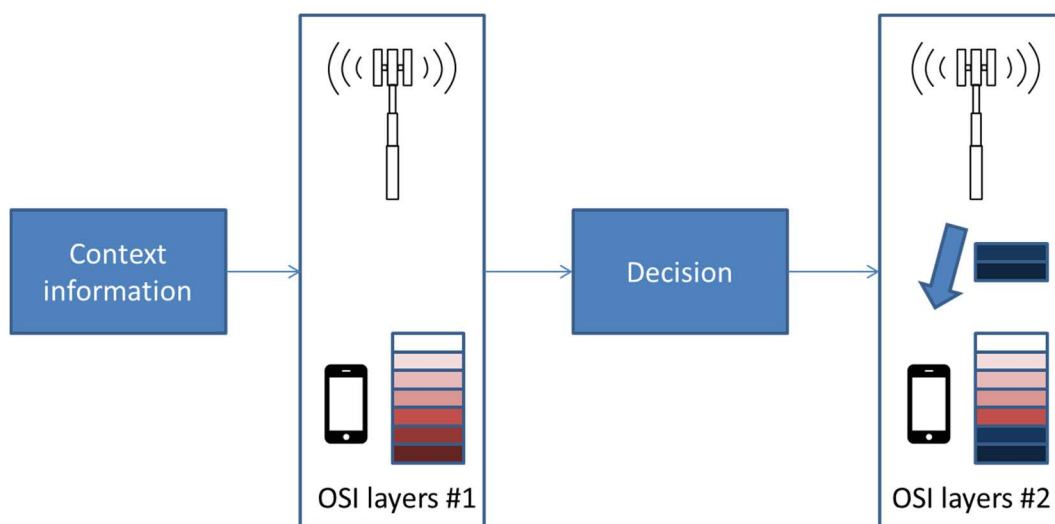 Context
information
OSI layers #1
Decision
OSI layers #2